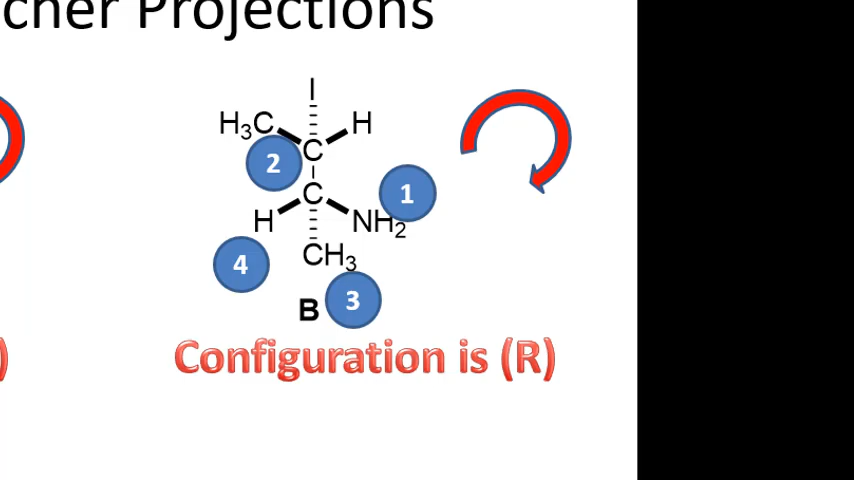 cher Projections
I
H₃C H
C
2
C
1
H NH₂
4
CH₃
3
B
) Configuration is (R)